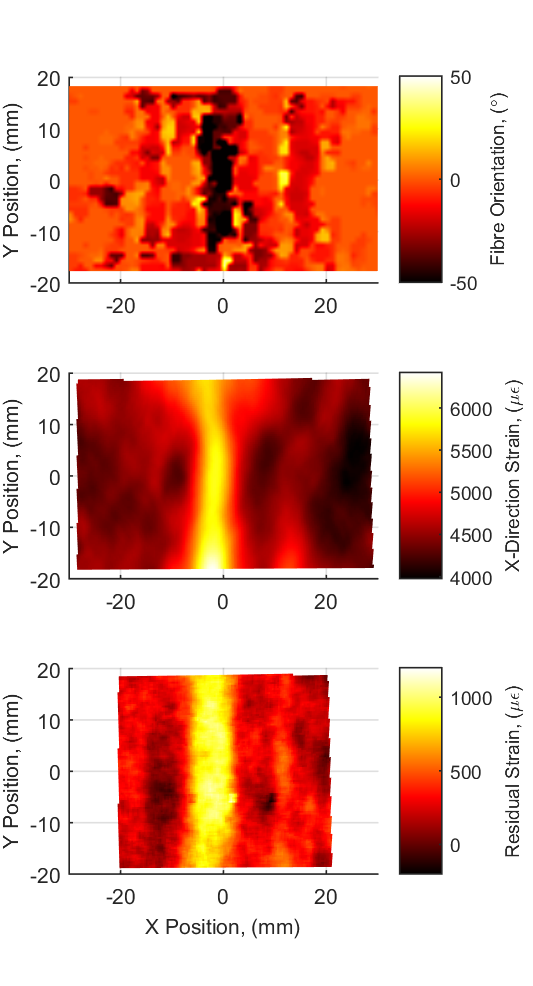 20
10
0
-10
-20
Y Position, (mm)
-20 0 20
50
0
-50
Fibre Orientation, (°)
20
10
0
-10
-20
Y Position, (mm)
-20 0 20
6000
5500
5000
4500
4000
X-Direction Strain, (με)
20
10
0
-10
-20
Y Position, (mm)
-20 0 20
X Position, (mm)
1000
500
0
Residual Strain, (με)